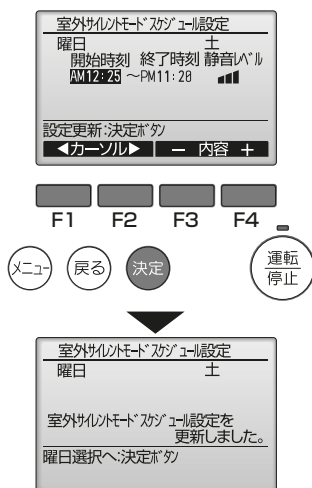 室外サイレントモードスケジュール設定
曜日 土
開始時刻 終了時刻 静音レベル
AM12:25 ～PM11:20
設定更新:決定ボタン
◀カーソル▶ － 内容 ＋
F1 F2 F3 F4
メニュー 戻る 決定 運転
停止
室外サイレントモードスケジュール設定
曜日 土
室外サイレントモードスケジュール設定を
更新しました。
曜日選択へ:決定ボタン